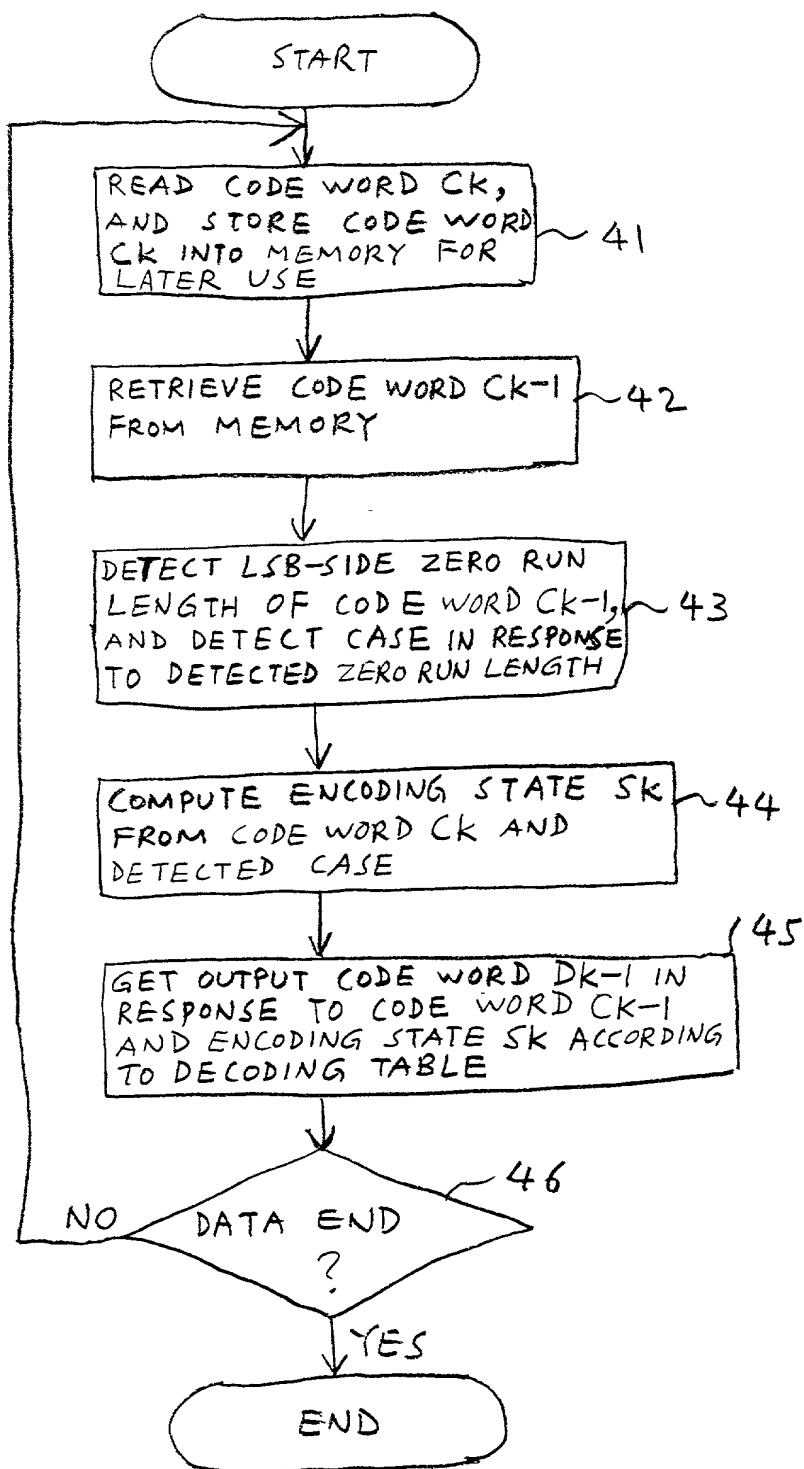 START
READ CODE WORD CK,
AND STORE CODE WORD
CK INTO MEMORY FOR
LATER USE
41
RETRIEVE CODE WORD CK-1
FROM MEMORY
42
DETECT LSB-SIDE ZERO RUN
LENGTH OF CODE WORD CK-1,
AND DETECT CASE IN RESPONSE
TO DETECTED ZERO RUN LENGTH
43
COMPUTE ENCODING STATE SK
FROM CODE WORD CK AND
DETECTED CASE
44
45
GET OUTPUT CODE WORD DK-1 IN
RESPONSE TO CODE WORD CK-1
AND ENCODING STATE SK ACCORDING
TO DECODING TABLE
46
NO
DATA END
?
YES
END